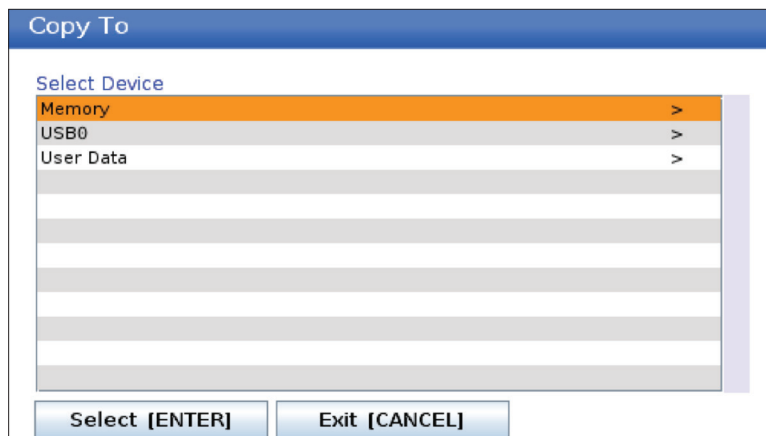 Copy To
Select Device
Memory >
USB0 >
User Data >
Select [ENTER] Exit [CANCEL]